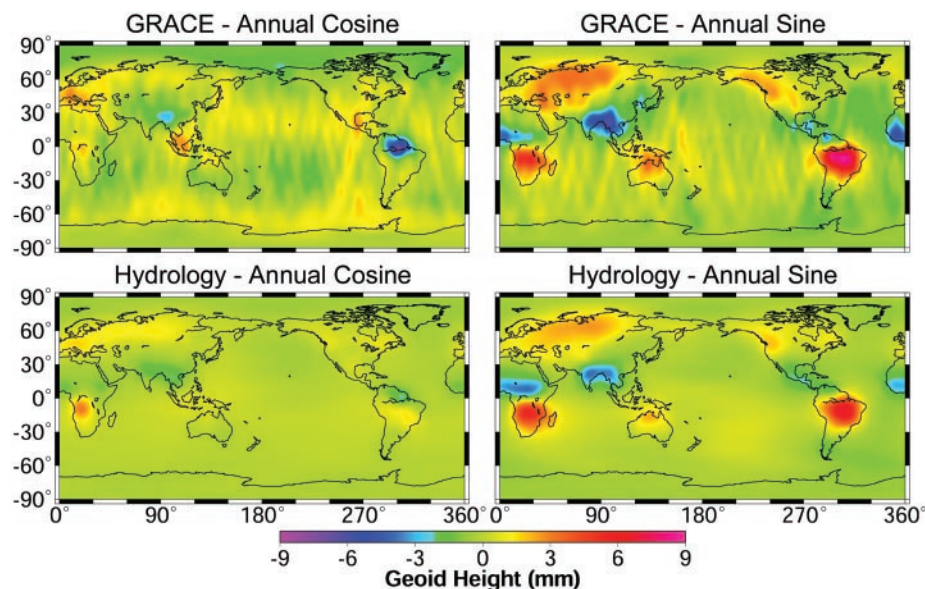 GRACE - Annual Cosine
GRACE - Annual Sine
90°
60°
30°
0°
-30°
-60°
-90°
Hydrology - Annual Cosine
Hydrology - Annual Sine
90°
60°
30°
0°
-30°
-60°
-90°
0° 90° 180° 270° 360°
0° 90° 180° 270° 360°
-9 -6 -3 0 3 6 9
Geoid Height (mm)